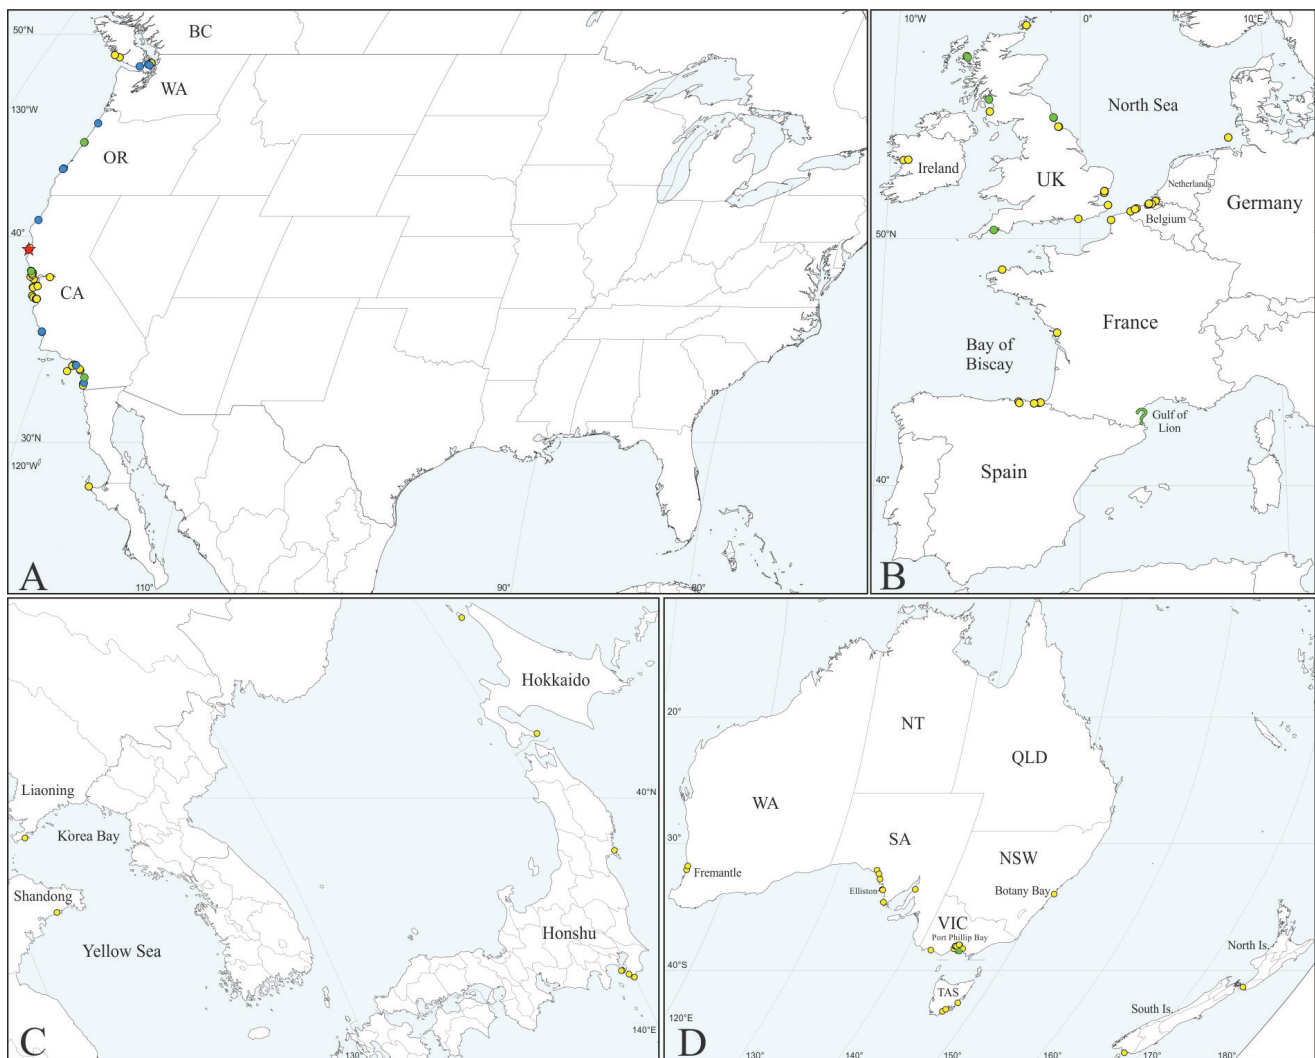 50°N
BC
WA
130°W
OR
40°
CA
30°N
120°W
A
110°
90°
80°
10°W
0°
10°E
North Sea
Ireland
UK
Netherlands
Belgium
Germany
50°N
France
Bay of
Biscay
?
Gulf of
Lion
Spain
40°
B
Hokkaido
Liaoning
40°N
Korea Bay
Shandong
Honshu
Yellow Sea
C
130°
140°E
20°
NT
QLD
WA
SA
30°
NSW
Fremantle
Elliston
Botany Bay
VIC
Port Phillip Bay
North Is.
40°S
TAS
South Is.
120°E
D
130°
140°
150°
160°
170°
180°